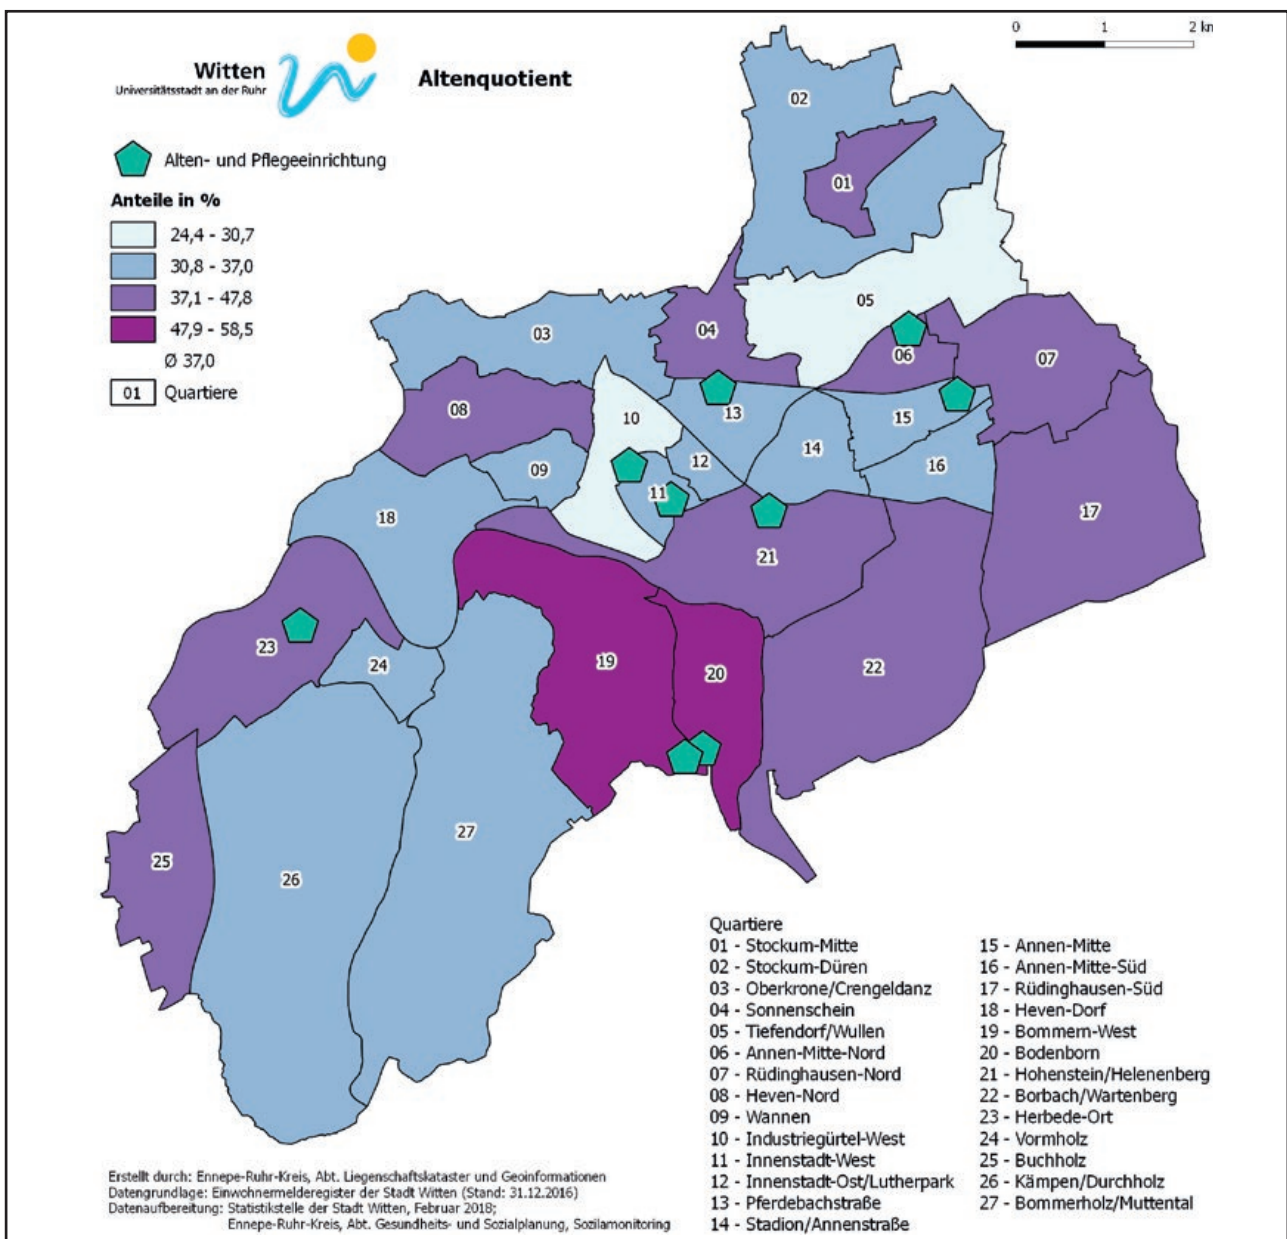 0 1 2 kn
Witten
Universitätsstadt an der Ruhr
Altenquotient
Alten- und Pflegeeinrichtung
Anteile in %
24,4 - 30,7
30,8 - 37,0
37,1 - 47,8
47,9 - 58,5
Ø 37,0
01 Quartiere
02
01
05
03
04
06
07
08
10
13
15
09
12
14
16
11
18
17
21
23
24
19
20
22
27
25
26
Quartiere
01 - Stockum-Mitte
02 - Stockum-Düren
03 - Oberkrone/Crengeldanz
04 - Sonnenschein
05 - Tiefendorf/Wullen
06 - Annen-Mitte-Nord
07 - Rüdinghausen-Nord
08 - Heven-Nord
09 - Wannen
10 - Industriegürtel-West
11 - Innenstadt-West
12 - Innenstadt-Ost/Lutherpark
13 - Pferdebachstraße
14 - Stadion/Annenstraße
15 - Annen-Mitte
16 - Annen-Mitte-Süd
17 - Rüdinghausen-Süd
18 - Heven-Dorf
19 - Bommern-West
20 - Bodenborn
21 - Hohenstein/Helenenberg
22 - Borbach/Wartenberg
23 - Herbede-Ort
24 - Vormholz
25 - Buchholz
26 - Kämpen/Durchholz
27 - Bommerholz/Muttental
Erstellt durch: Ennepe-Ruhr-Kreis, Abt. Liegenschaftskataster und Geoinformationen
Datengrundlage: Einwohnermelderegister der Stadt Witten (Stand: 31.12.2016)
Datenaufbereitung: Statistikstelle der Stadt Witten, Februar 2018;
Ennepe-Ruhr-Kreis, Abt. Gesundheits- und Sozialplanung, Sozilamonitoring